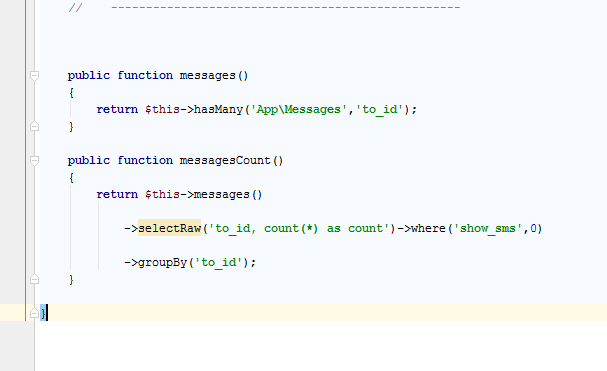 // --------------------------------------------------
public function messages()
{
return $this->hasMany('App\Messages','to_id');
}
public function messagesCount()
{
return $this->messages()
->selectRaw('to_id, count(*) as count')->where('show_sms',0)
->groupBy('to_id');
}
}